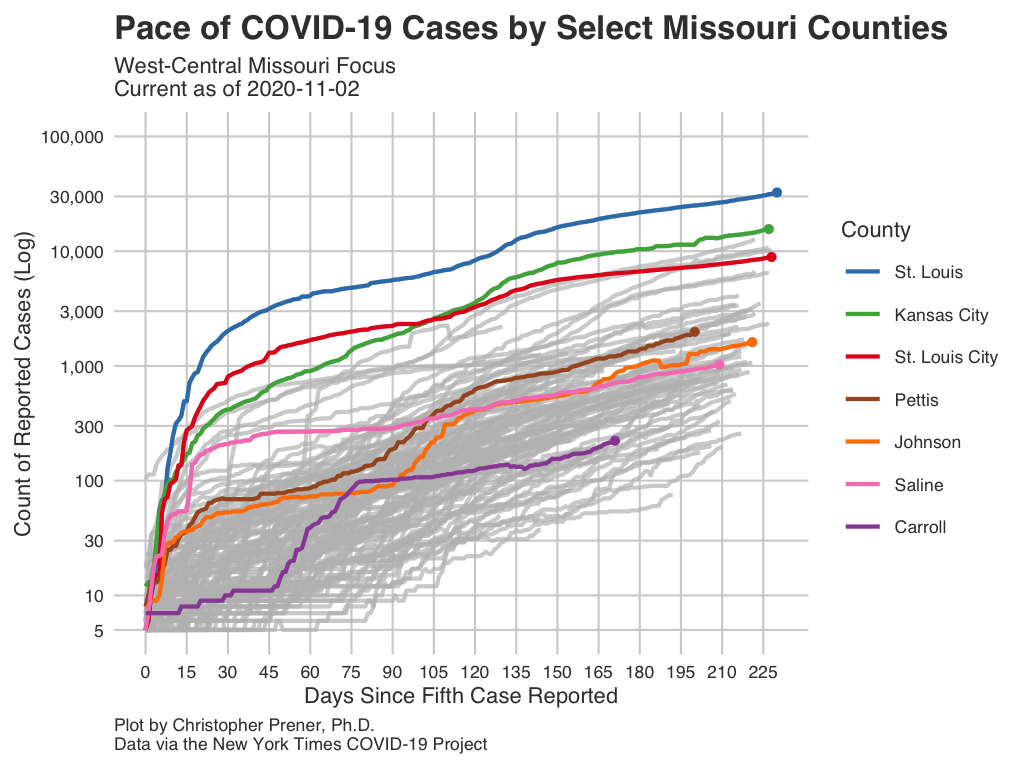 Pace of COVID-19 Cases by Select Missouri Counties
West-Central Missouri Focus
Current as of 2020-11-02
Count of Reported Cases (Log)
100,000
30,000
10,000
3,000
1,000
300
100
30
10
5
0 15 30 45 60 75 90 105 120 135 150 165 180 195 210 225
Days Since Fifth Case Reported
County
St. Louis
Kansas City
St. Louis City
Pettis
Johnson
Saline
Carroll
Plot by Christopher Prener, Ph.D.
Data via the New York Times COVID-19 Project